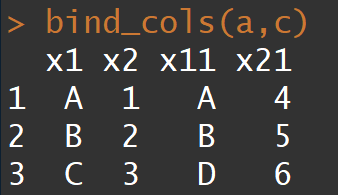 > bind_cols(a,c)
x1 x2 x11 x21
1 A 1 A 4
2 B 2 B 5
3 C 3 D 6